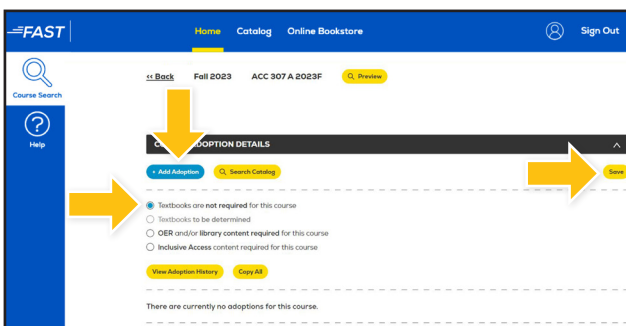 FAST
Home Catalog Online Bookstore Sign Out
Course Search
Help
<< Back Fall 2023 ACC 307 A 2023F Preview
ADOPTION DETAILS
+ Add Adoption Search Catalog Save
Textbooks are not required for this course
Textbooks to be determined
OER and/or library content required for this course
Inclusive Access content required for this course
View Adoption History Copy All
There are currently no adoptions for this course.